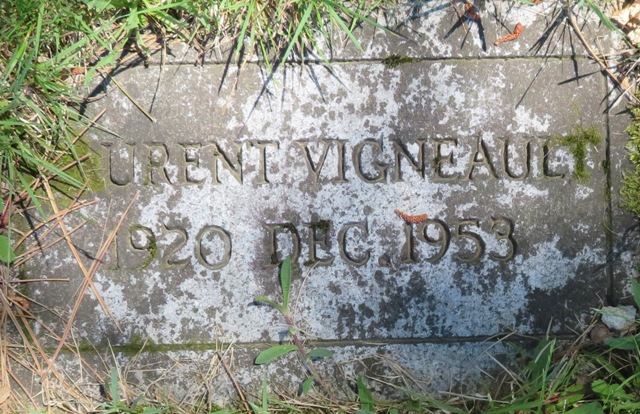 URENT VIGNEAULT
1920 DEC. 1953